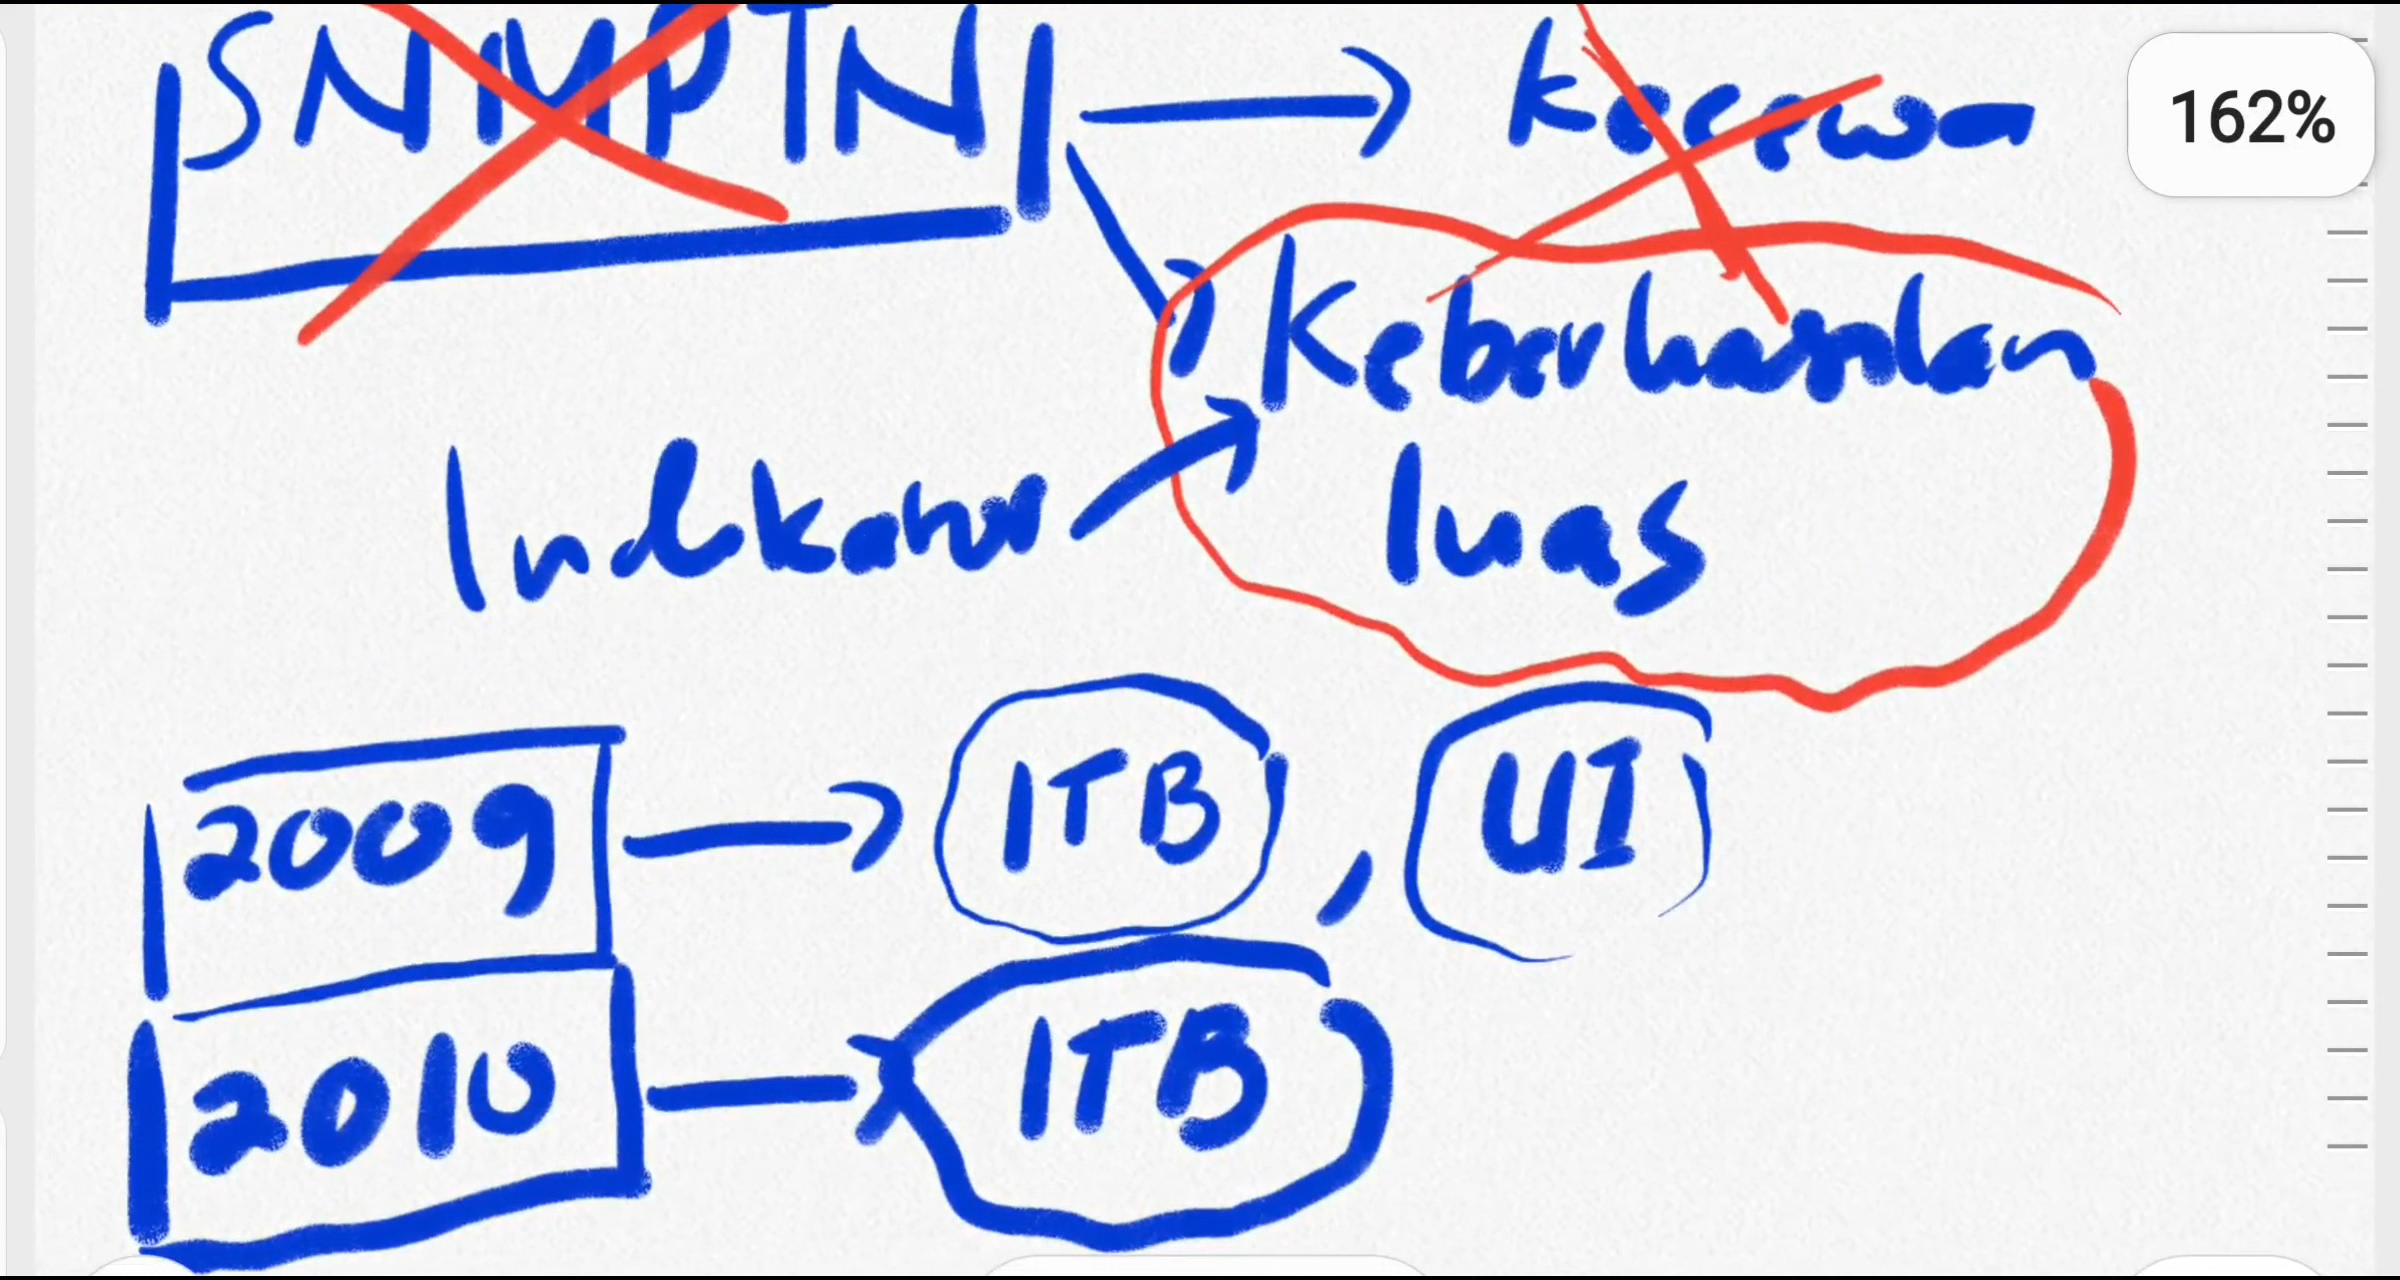 SNMPTN → Kecewa
162%
Keberhasilan
Indikator → luas
2009 → ITB , UI
2010 → ITB